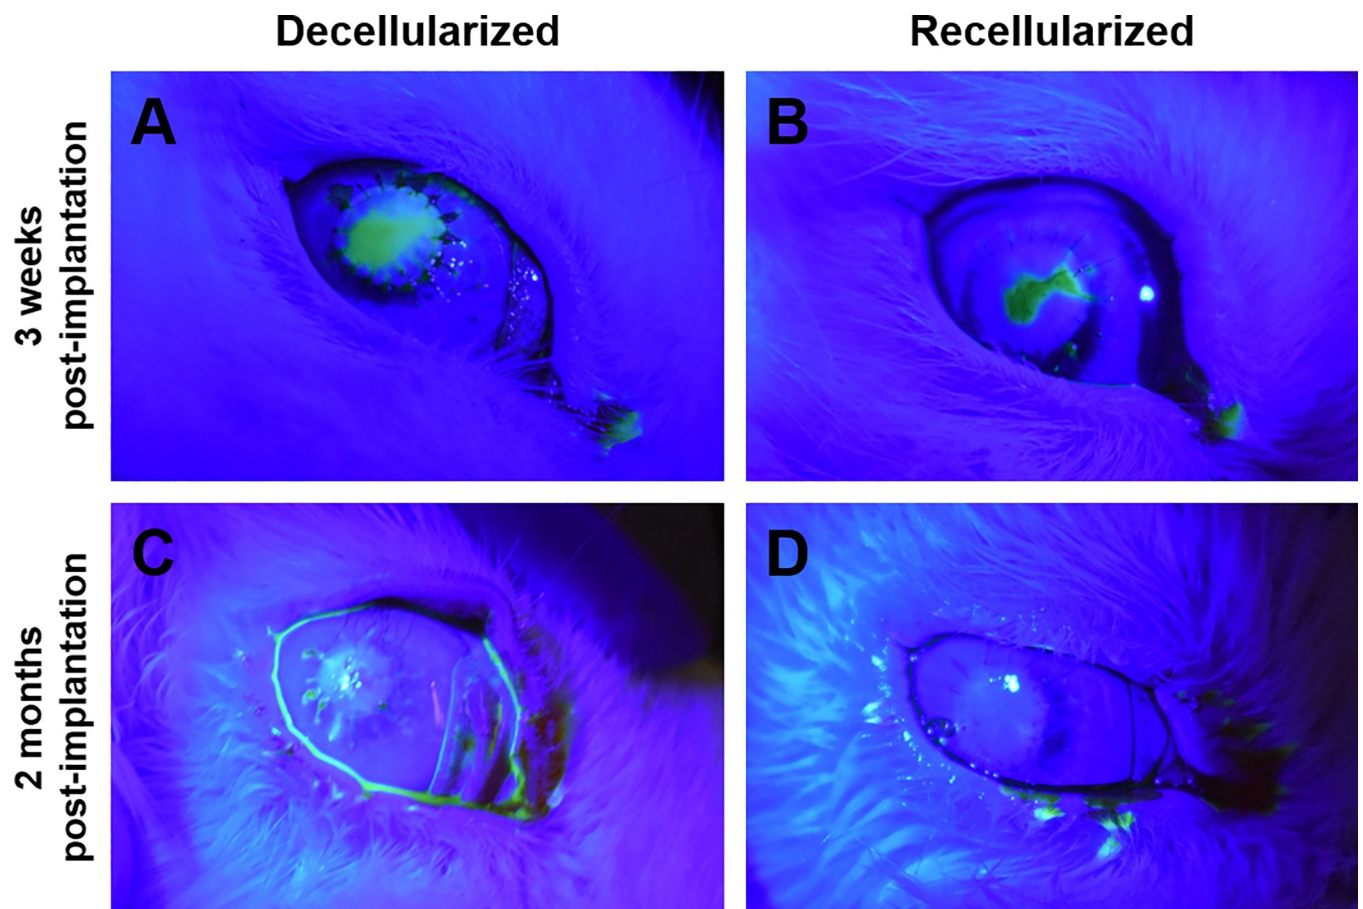 Decellularized
Recellularized
3 weeks
post-implantation
A
B
2 months
post-implantation
C
D